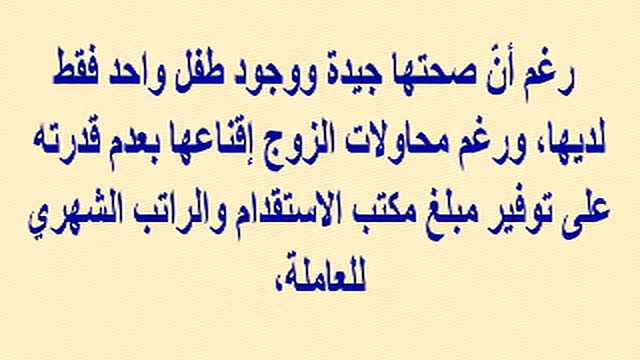 رغم أنّ صحتها جيدة ووجود طفل واحد فقط
لديها، ورغم محاولات الزوج إقناعها بعدم قدرته
على توفير مبلغ مكتب الاستقدام والراتب الشهري
للعاملة،